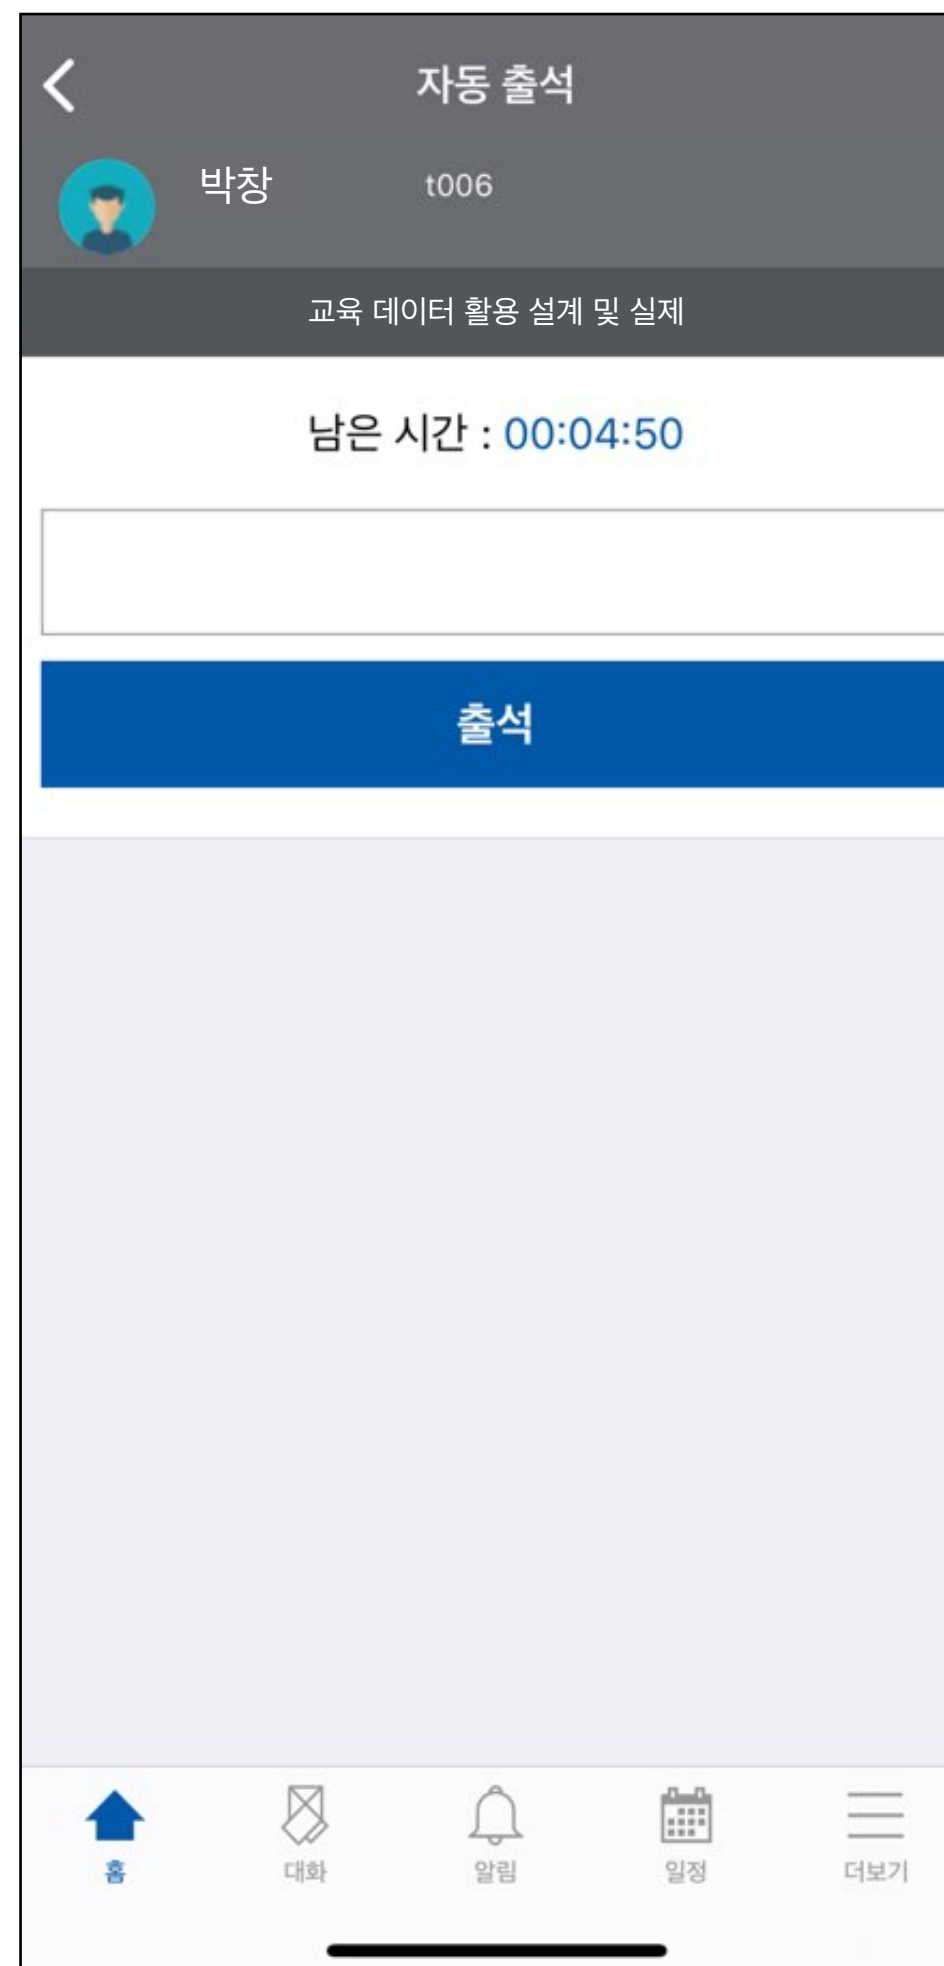 자동 출석
박창 t006
교육 데이터 활용 설계 및 실제
남은 시간 : 00:04:50
출석
홈 대화 알림 일정 더보기